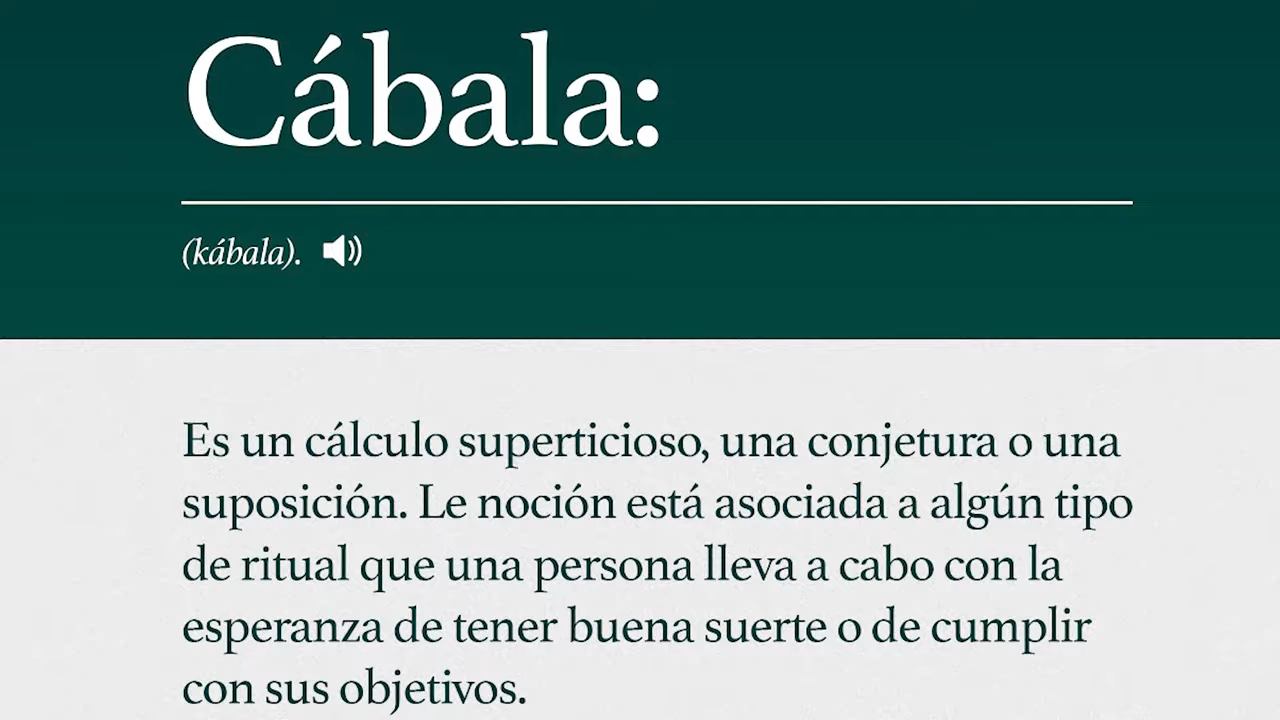 Cábala:
(kábala).
Es un cálculo superticioso, una conjetura o una
suposición. Le noción está asociada a algún tipo
de ritual que una persona lleva a cabo con la
esperanza de tener buena suerte o de cumplir
con sus objetivos.